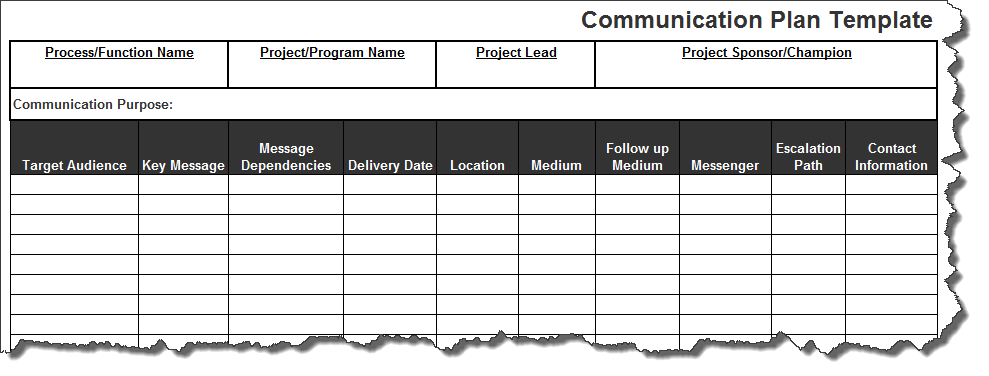 Communication Plan Template
Process/Function Name
Project/Program Name
Project Lead
Project Sponsor/Champion
Communication Purpose:
Target Audience
Key Message
Message
Dependencies
Delivery Date
Location
Medium
Follow up
Medium
Messenger
Escalation
Path
Contact
Information